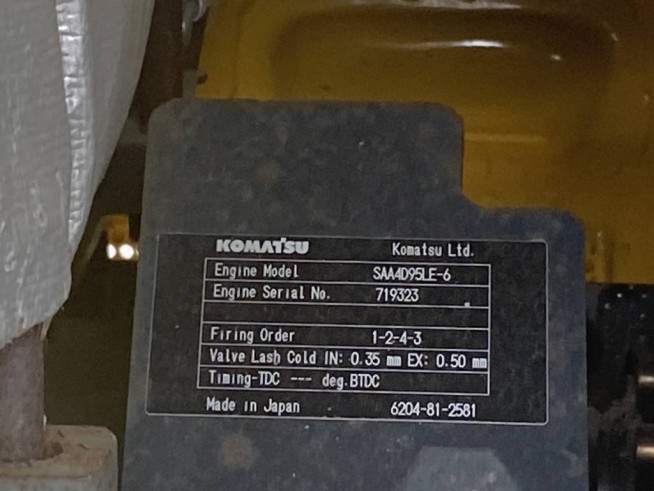 KOMATSU Komatsu Ltd.
Engine Model SAA4D95LE-6
Engine Serial No. 719323
Firing Order 1-2-4-3
Valve Lash Cold IN: 0.35 mm EX: 0.50 mm
Timing-TDC --- deg.BTDC
Made in Japan 6204-81-2581